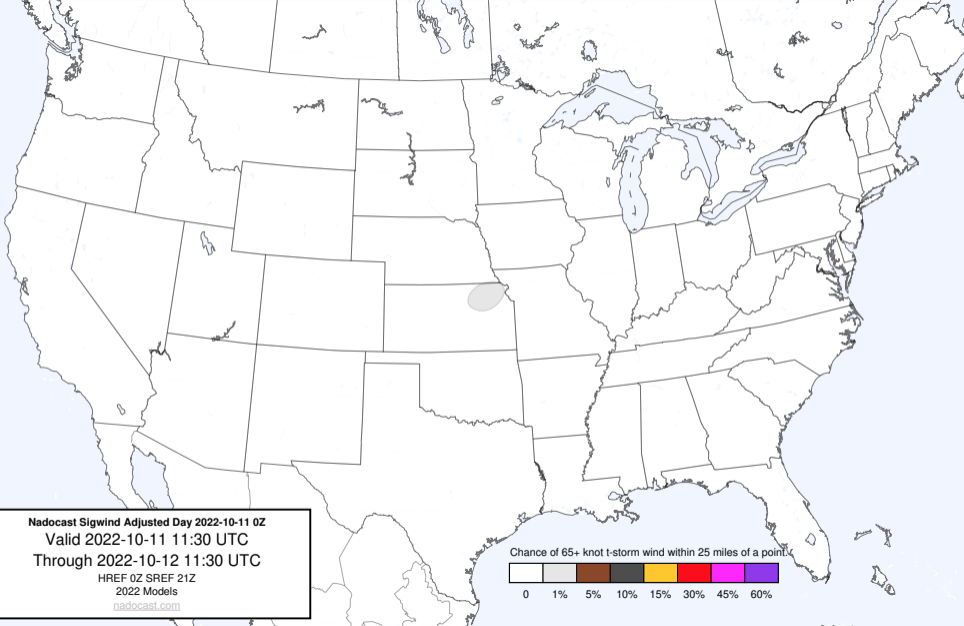 Nadocast Sigwind Adjusted Day 2022-10-11 0Z
Valid 2022-10-11 11:30 UTC
Through 2022-10-12 11:30 UTC
HREF 0Z SREF 21Z
2022 Models
nadocast.com
Chance of 65+ knot t-storm wind within 25 miles of a point.
0 1% 5% 10% 15% 30% 45% 60%